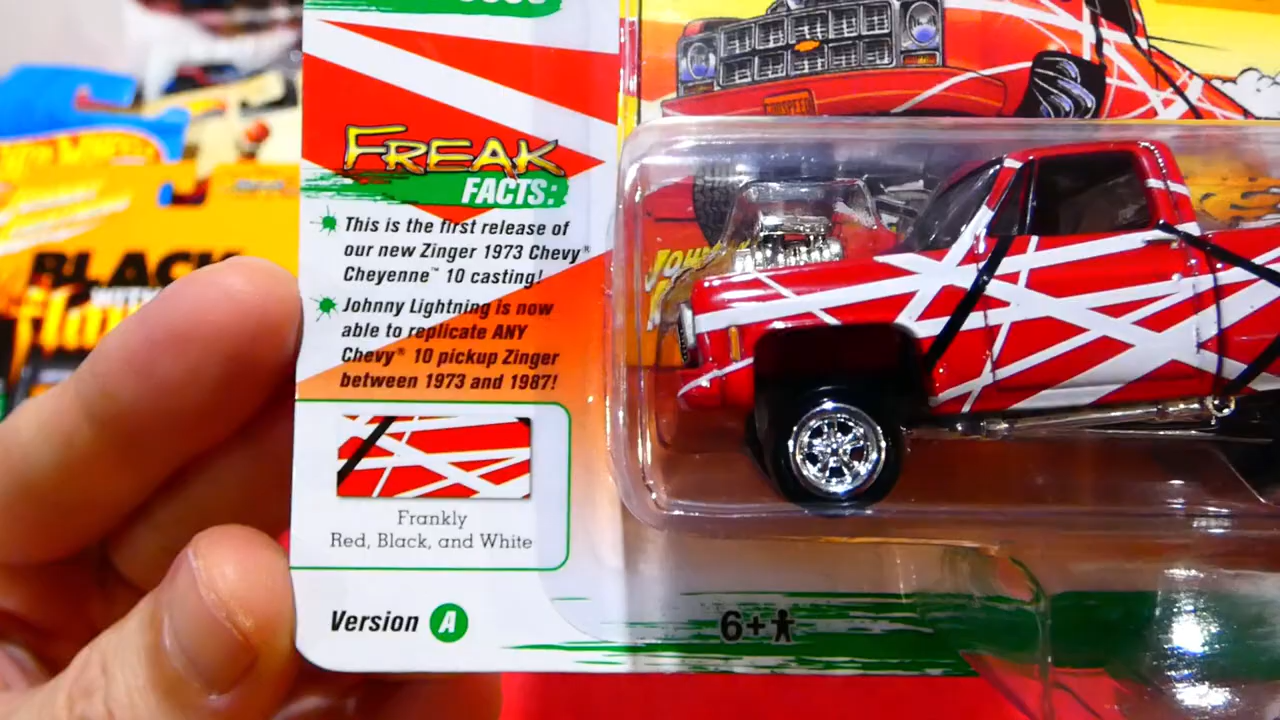 FREAK
FACTS:
This is the first release of
our new Zinger 1973 Chevy®
Cheyenne™ 10 casting!
Johnny Lightning is now
able to replicate ANY
Chevy® 10 pickup Zinger
between 1973 and 1987!
Frankly
Red, Black, and White
Version A
6+
BLACK